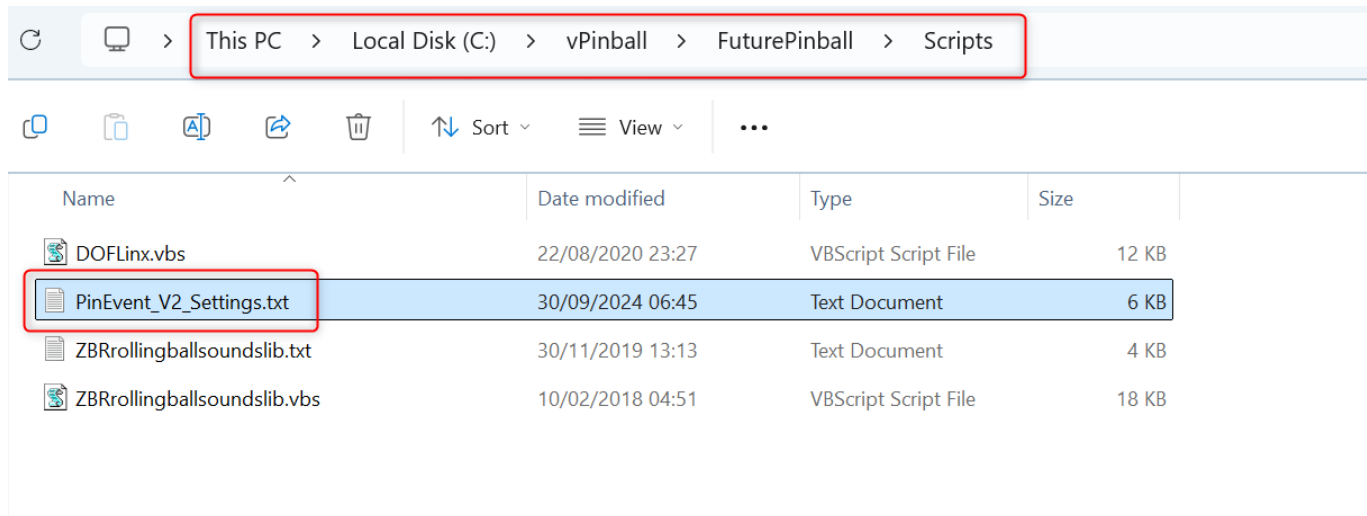 This PC > Local Disk (C:) > vPinball > FuturePinball > Scripts
Sort View
Name Date modified Type Size
DOFLinx.vbs 22/08/2020 23:27 VBScript Script File 12 KB
PinEvent_V2_Settings.txt 30/09/2024 06:45 Text Document 6 KB
ZBRrollingballsoundslib.txt 30/11/2019 13:13 Text Document 4 KB
ZBRrollingballsoundslib.vbs 10/02/2018 04:51 VBScript Script File 18 KB